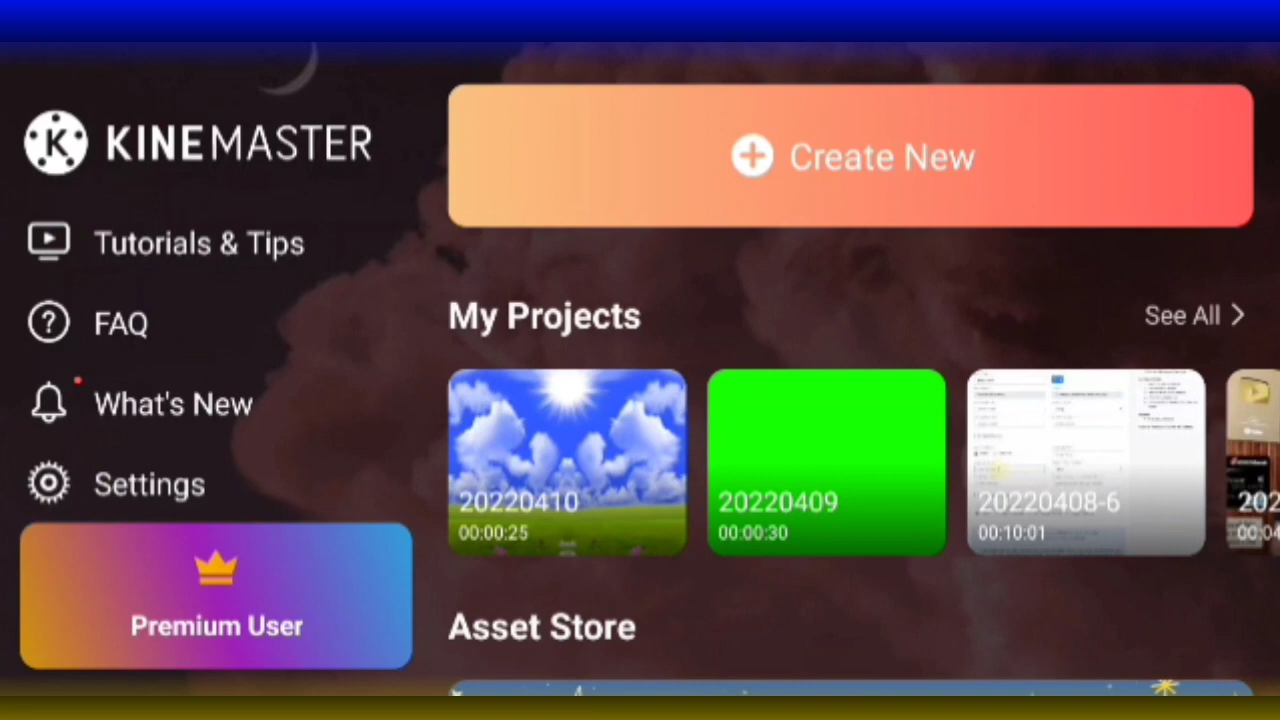 KINEMASTER
Tutorials & Tips
FAQ
What's New
Settings
Premium User
Create New
My Projects
See All
20220410
00:00:25
20220409
00:00:30
20220408-6
00:10:01
Asset Store